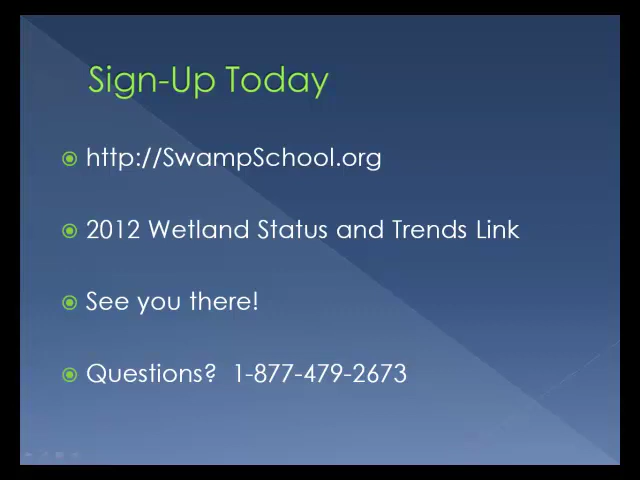 Sign-Up Today
http://SwampSchool.org
2012 Wetland Status and Trends Link
See you there!
Questions? 1-877-479-2673